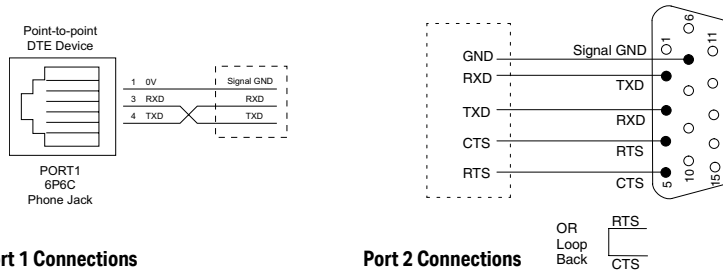 Point-to-point
DTE Device
1 0V
3 RXD
4 TXD
Signal GND
RXD
TXD
PORT1
6P6C
Phone Jack
rt 1 Connections
GND
RXD
TXD
CTS
RTS
Signal GND
TXD
RXD
RTS
CTS
1
6
11
5
10
15
OR
Loop
Back
RTS
CTS
Port 2 Connections